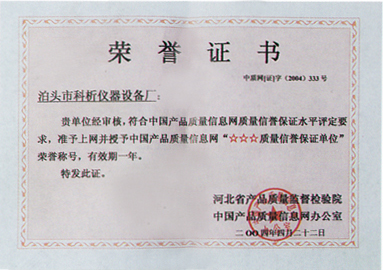 荣誉证书
中质网[证]字(2004)333号
泊头市科析仪器设备厂:
贵单位经审核,符合中国产品质量信息网质量信誉保证水平评定要
求,准予上网并授予中国产品质量信息网“☆☆☆质量信誉保证单位”
荣誉称号,有效期一年。
特发此证。
河北省产品质量监督检验院
中国产品质量信息网办公室
二〇〇四年四月二十二日